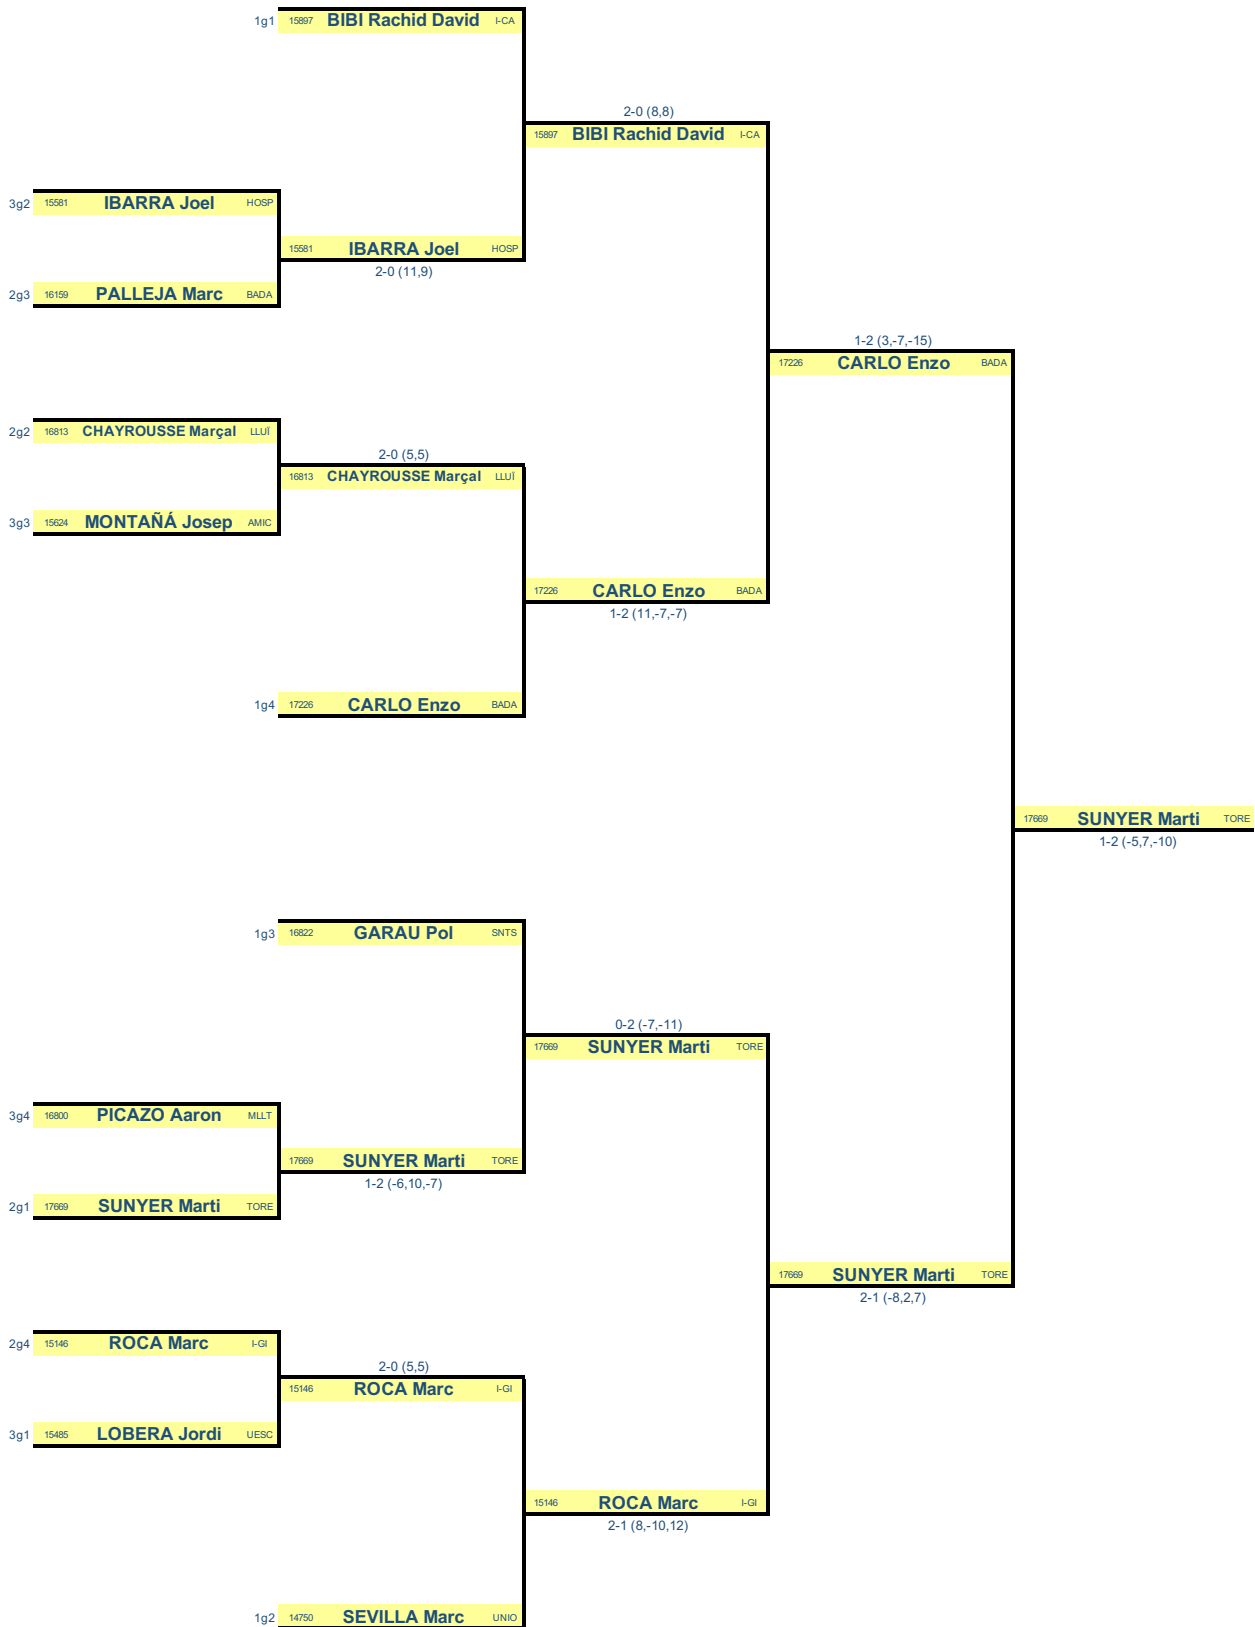 1g1 15897 BIBI Rachid David I-CA
2-0 (8,8)
15897 BIBI Rachid David I-CA
3g2 15581 IBARRA Joel HOSP
15581 IBARRA Joel HOSP
2-0 (11,9)
2g3 16159 PALLEJA Marc BADA
1-2 (3,-7,-15)
17226 CARLO Enzo BADA
2g2 16813 CHAYROUSSE Marçal LLUÏ
2-0 (5,5)
16813 CHAYROUSSE Marçal LLUÏ
3g3 15624 MONTAÑÁ Josep AMIC
17226 CARLO Enzo BADA
1-2 (11,-7,-7)
1g4 17226 CARLO Enzo BADA
17669 SUNYER Marti TORE
1-2 (-5,7,-10)
1g3 16822 GARAU Pol SNTS
0-2 (-7,-11)
17669 SUNYER Marti TORE
3g4 16800 PICAZO Aaron MLLT
17669 SUNYER Marti TORE
1-2 (-6,10,-7)
2g1 17669 SUNYER Marti TORE
17669 SUNYER Marti TORE
2-1 (-8,2,7)
2g4 15146 ROCA Marc I-GI
2-0 (5,5)
15146 ROCA Marc I-GI
3g1 15485 LOBERA Jordi UESC
15146 ROCA Marc I-GI
2-1 (8,-10,12)
1g2 14750 SEVILLA Marc UNIO